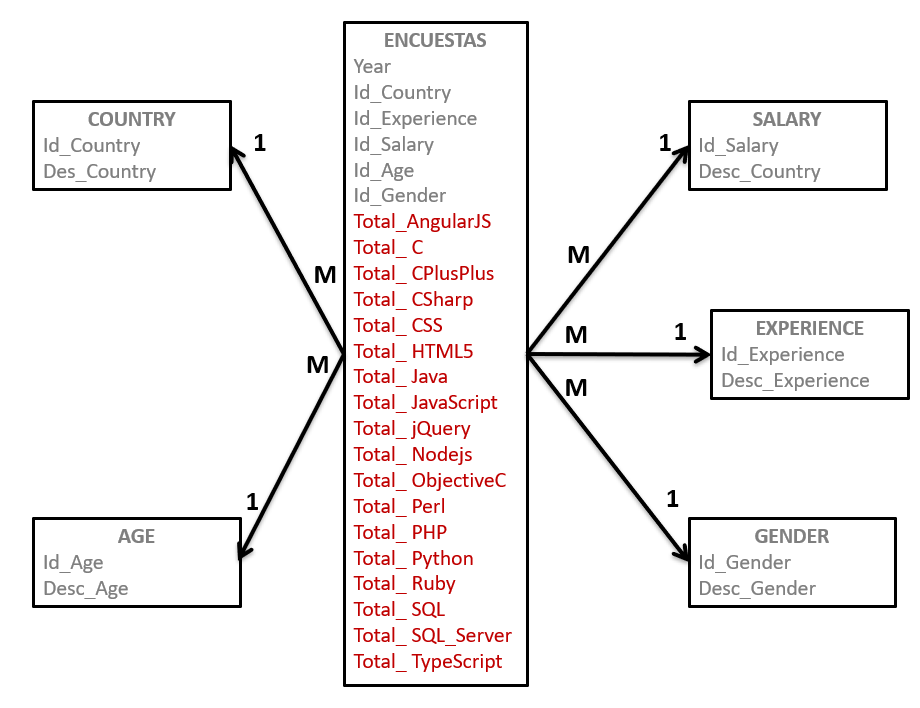 COUNTRY
Id_Country
Des_Country
1
M
AGE
Id_Age
Desc_Age
1
M
ENCUESTAS
Year
Id_Country
Id_Experience
Id_Salary
Id_Age
Id_Gender
Total_AngularJS
Total_ C
Total_ CPlusPlus
Total_ CSharp
Total_ CSS
Total_ HTML5
Total_ Java
Total_ JavaScript
Total_ jQuery
Total_ Nodejs
Total_ ObjectiveC
Total_ Perl
Total_ PHP
Total_ Python
Total_ Ruby
Total_ SQL
Total_ SQL_Server
Total_ TypeScript
SALARY
Id_Salary
Desc_Country
1
M
EXPERIENCE
Id_Experience
Desc_Experience
1
M
GENDER
Id_Gender
Desc_Gender
1
M